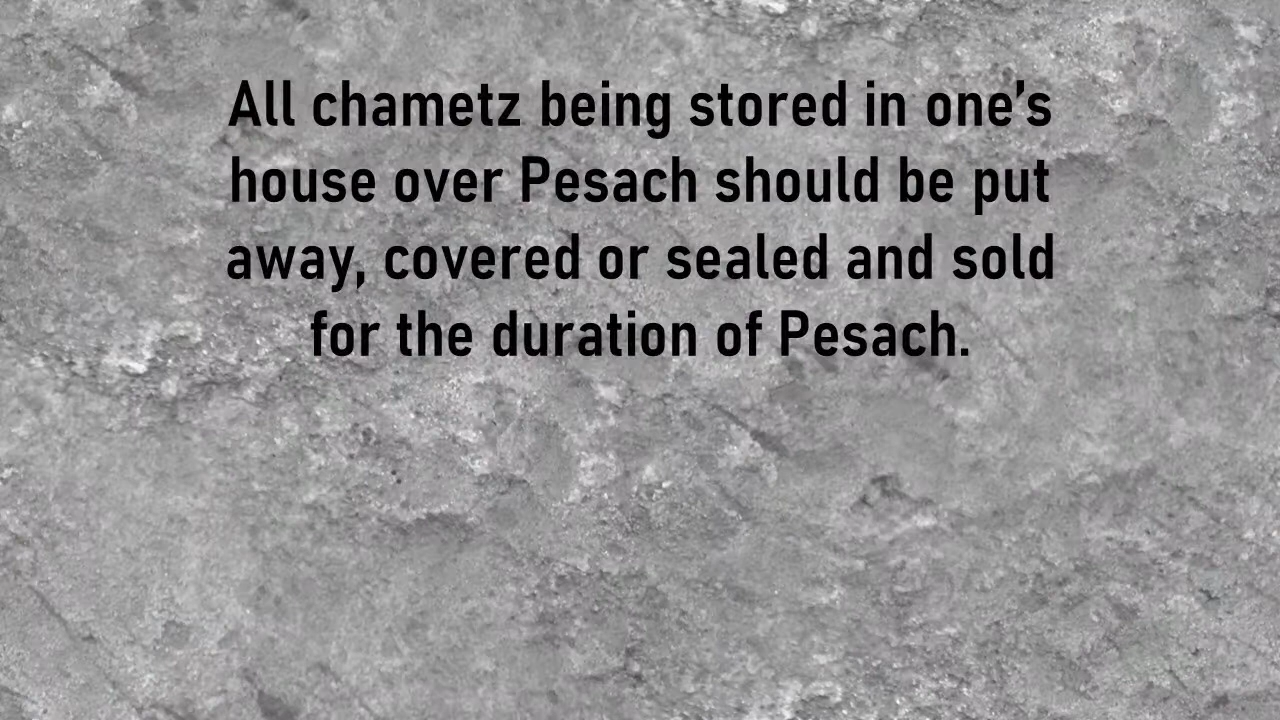 All chametz being stored in one’s
house over Pesach should be put
away, covered or sealed and sold
for the duration of Pesach.